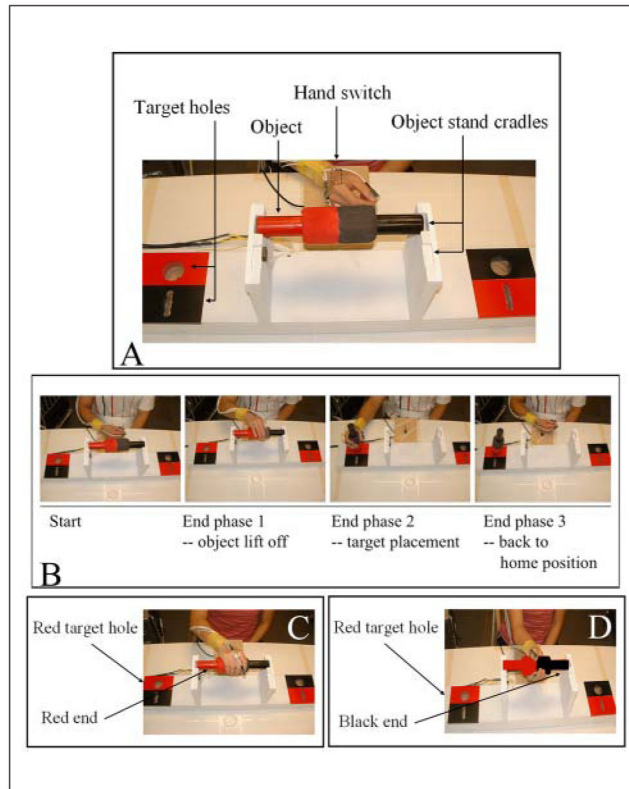 Hand switch
Target holes
Object
Object stand cradles
A
Start
End phase 1
-- object lift off
End phase 2
-- target placement
End phase 3
-- back to
home position
B
Red target hole
C
Red end
Red target hole
D
Black end